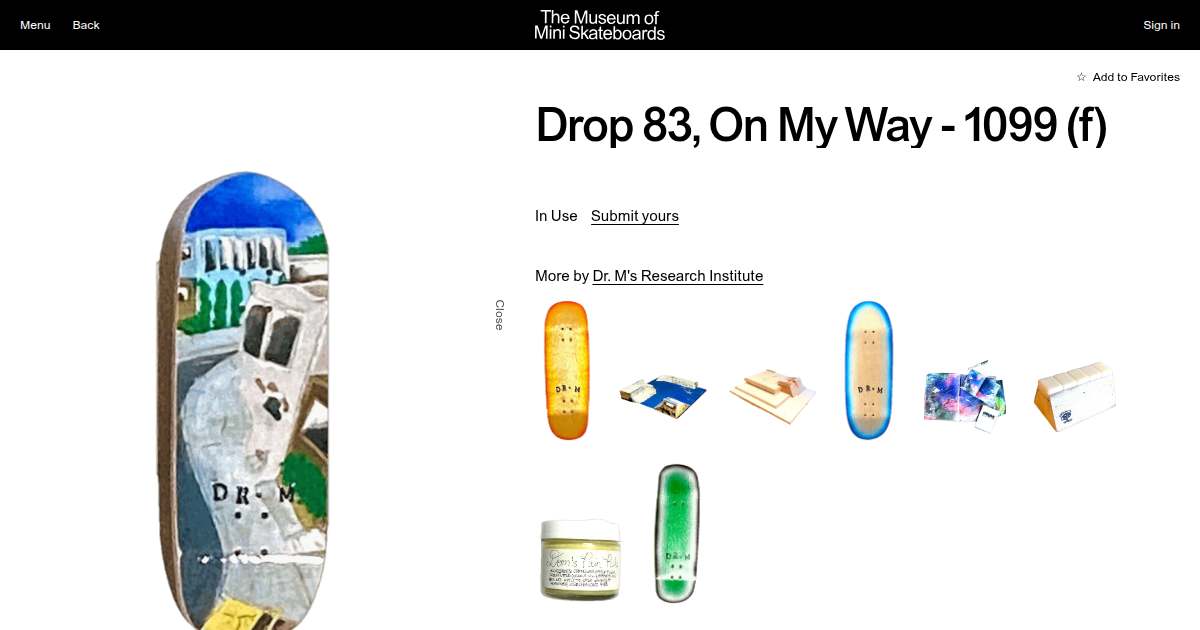 Menu
Back
The Museum of
Mini Skateboards
Sign in
☆ Add to Favorites
Drop 83, On My Way - 1099 (f)
In Use
Submit yours
More by Dr. M's Research Institute
Close
DR. M
DR. M
DR. M
DR. M